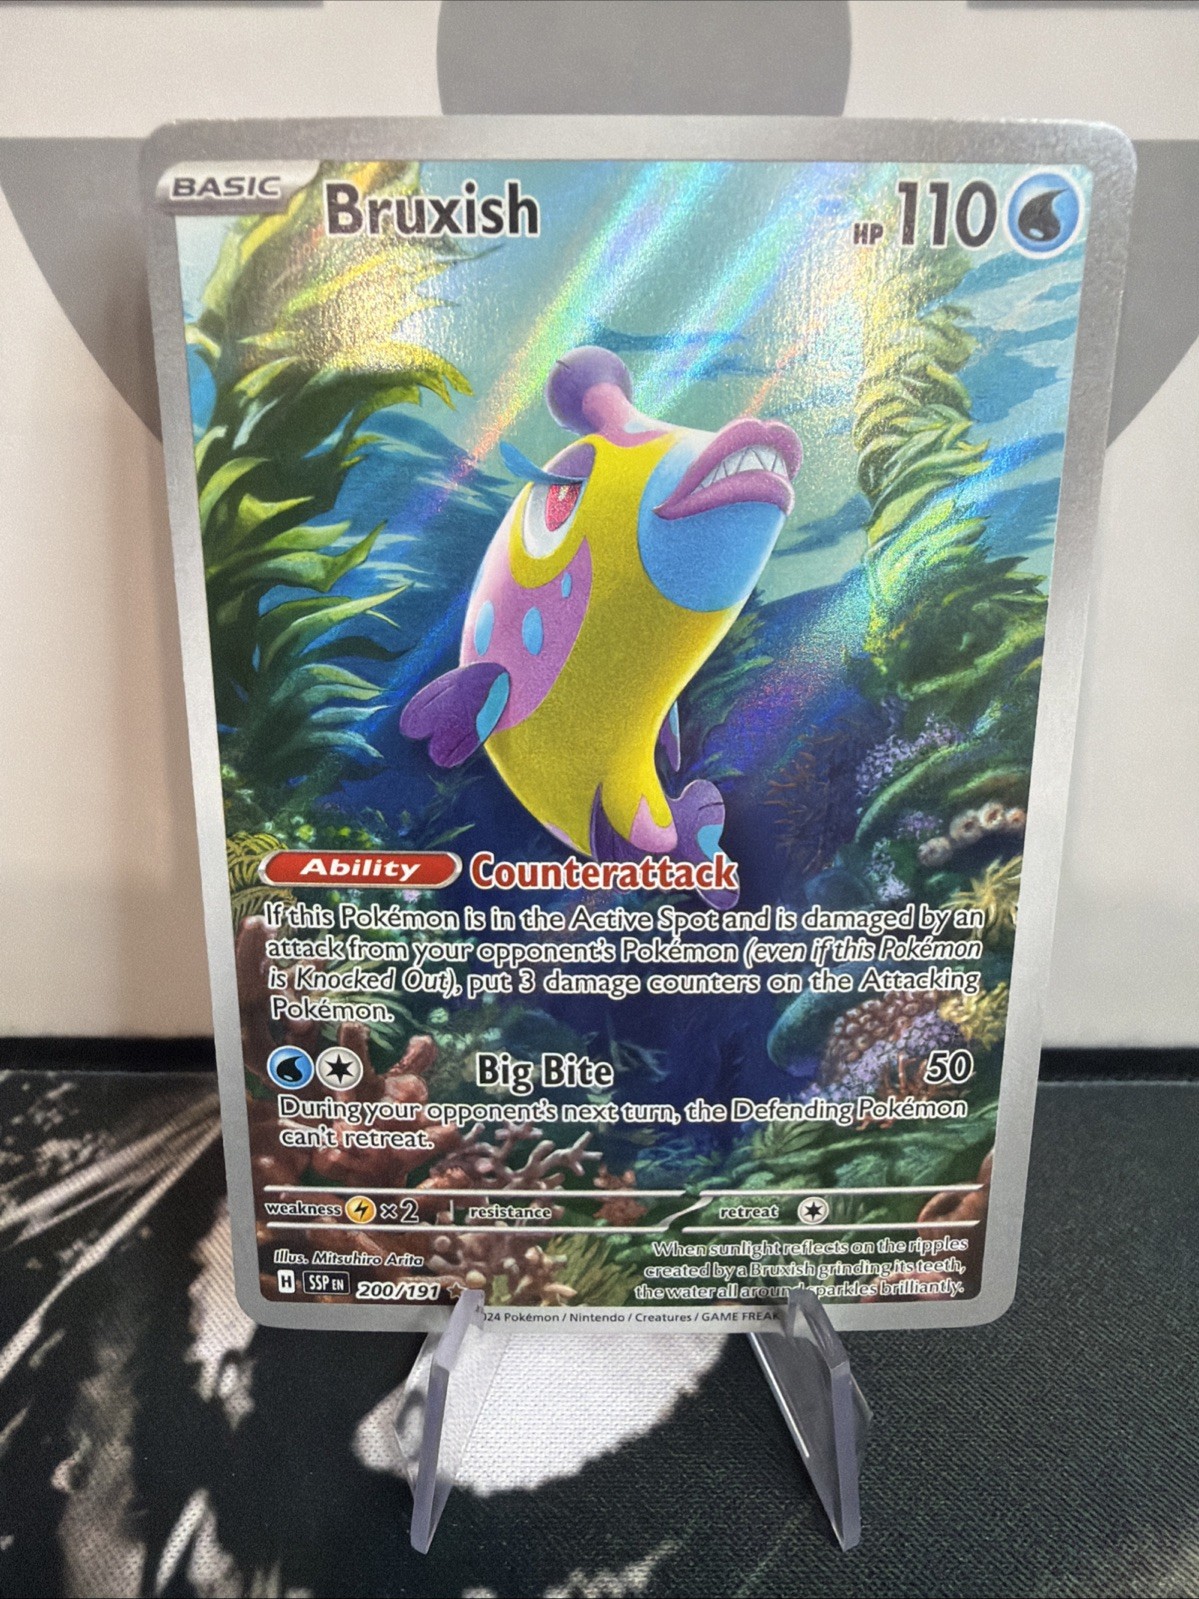 BASIC Bruxish HP 110
Ability Counterattack
If this Pokémon is in the Active Spot and is damaged by an
attack from your opponent's Pokémon (even if this Pokémon
is Knocked Out), put 3 damage counters on the Attacking
Pokémon.
Big Bite 50
During your opponent's next turn, the Defending Pokémon
can't retreat.
weakness ×2 resistance retreat
Illus. Mitsuhiro Arita
H SSP EN 200/191
When sunlight reflects on the ripples
created by a Bruxish grinding its teeth,
the water all around sparkles brilliantly.
Pokémon / Nintendo / Creatures / GAME FREAK